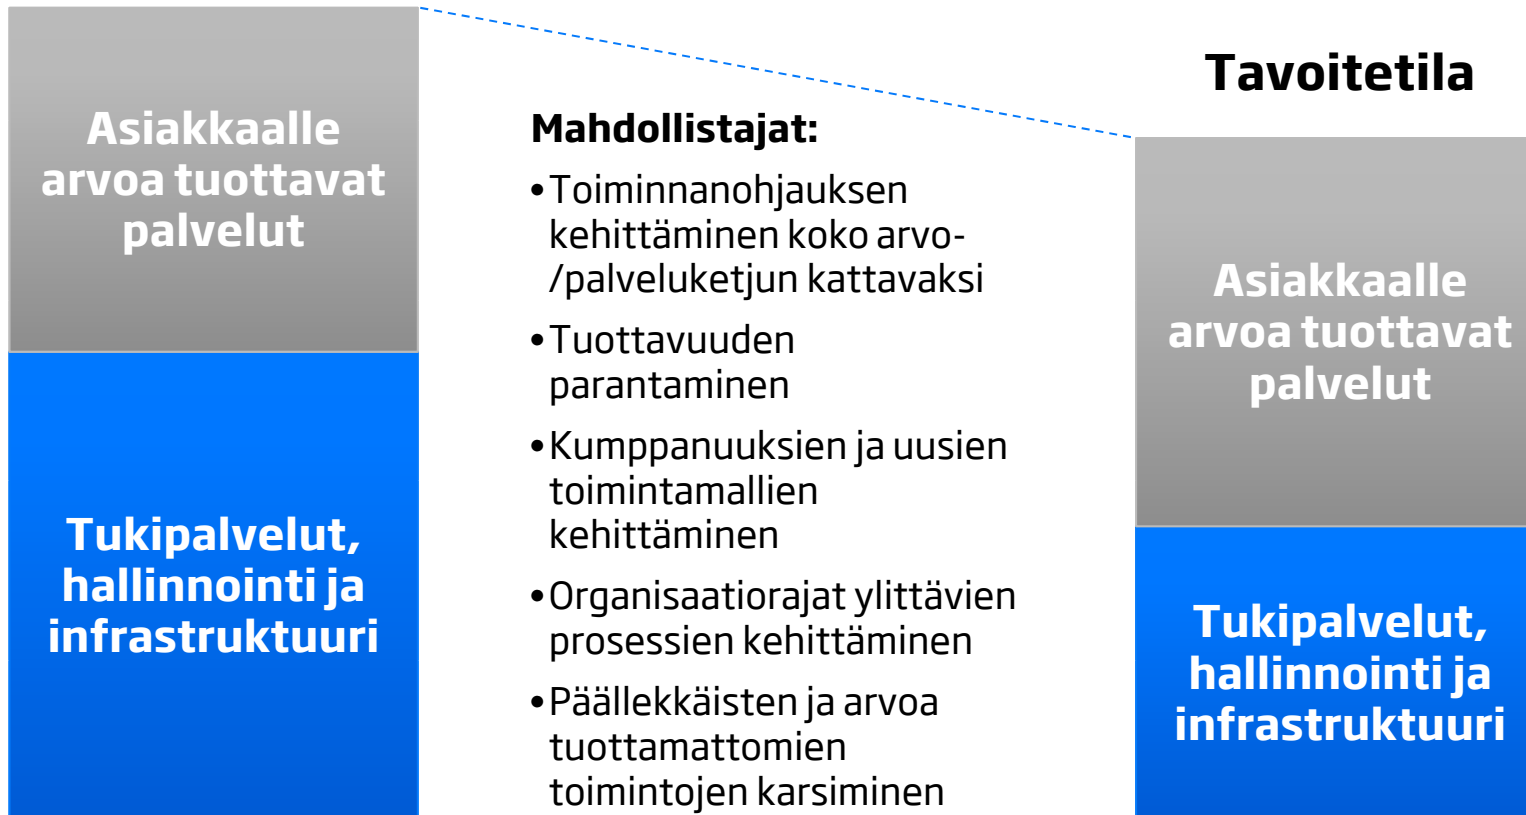 Asiakkaalle
arvoa tuottavat
palvelut
Tukipalvelut,
hallinnointi ja
infrastruktuuri
Mahdollistajat:
•Toiminnanohjauksen
kehittäminen koko arvo-
/palveluketjun kattavaksi
•Tuottavuuden
parantaminen
•Kumppanuuksien ja uusien
toimintamallien
kehittäminen
•Organisaatiorajat ylittävien
prosessien kehittäminen
•Päällekkäisten ja arvoa
tuottamattomien
toimintojen karsiminen
Tavoitetila
Asiakkaalle
arvoa tuottavat
palvelut
Tukipalvelut,
hallinnointi ja
infrastruktuuri